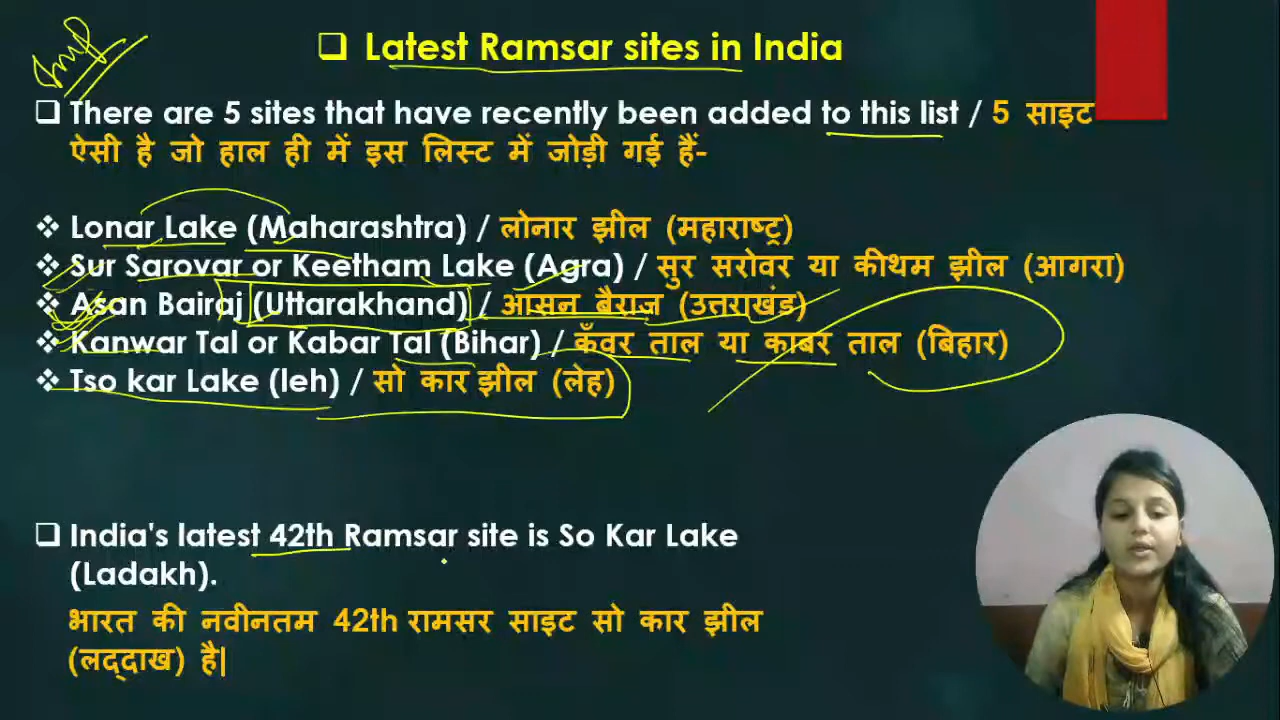 Imp
Latest Ramsar sites in India
There are 5 sites that have recently been added to this list / 5 साइट
ऐसी है जो हाल ही में इस लिस्ट में जोड़ी गई हैं-
Lonar Lake (Maharashtra) / लोनार झील (महाराष्ट्र)
Sur Sarovar or Keetham Lake (Agra) / सुर सरोवर या कीथम झील (आगरा)
Asan Bairaj (Uttarakhand) / आसन बैराज (उत्तराखंड)
Kanwar Tal or Kabar Tal (Bihar) / कँवर ताल या काबर ताल (बिहार)
Tso kar Lake (leh) / सो कार झील (लेह)
India's latest 42th Ramsar site is So Kar Lake
(Ladakh).
भारत की नवीनतम 42th रामसर साइट सो कार झील
(लद्दाख) है|